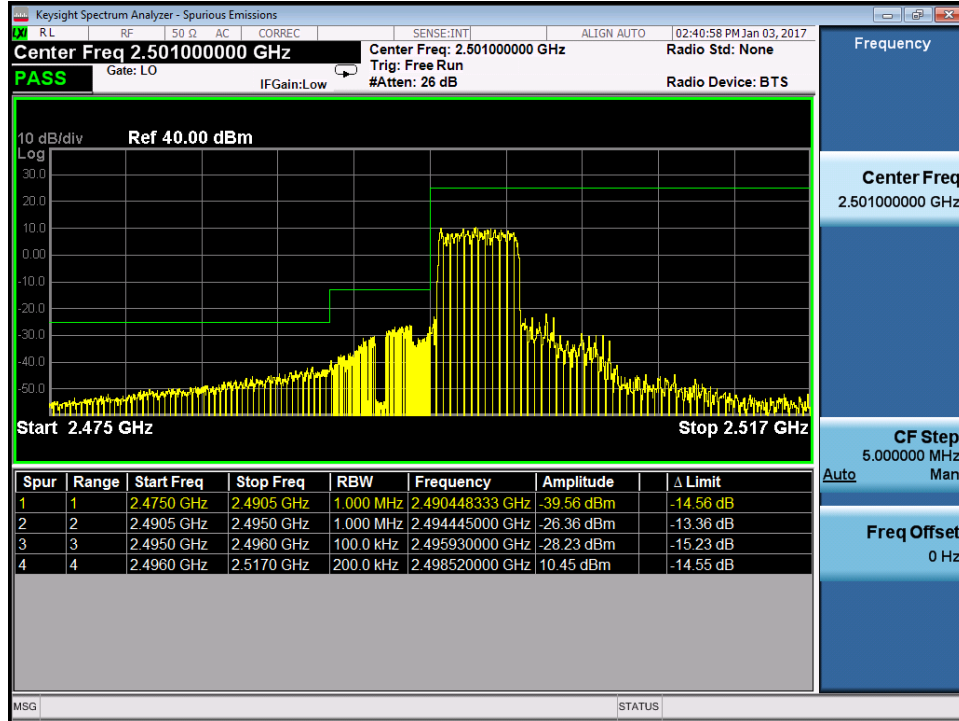 Keysight Spectrum Analyzer - Spurious Emissions
LXI RL RF 50 Ω AC CORREC SENSE:INT ALIGN AUTO 02:40:58 PM Jan 03, 2017
Center Freq 2.501000000 GHz
Center Freq: 2.501000000 GHz Radio Std: None
Trig: Free Run
PASS Gate: LO IFGain:Low #Atten: 26 dB Radio Device: BTS
10 dB/div Ref 40.00 dBm
Log
30.0
20.0
10.0
0.00
-10.0
-20.0
-30.0
-40.0
-50.0
Start 2.475 GHz Stop 2.517 GHz
Spur Range Start Freq Stop Freq RBW Frequency Amplitude Δ Limit
1 1 2.4750 GHz 2.4905 GHz 1.000 MHz 2.490448333 GHz -39.56 dBm -14.56 dB
2 2 2.4905 GHz 2.4950 GHz 1.000 MHz 2.494445000 GHz -26.36 dBm -13.36 dB
3 3 2.4950 GHz 2.4960 GHz 100.0 kHz 2.495930000 GHz -28.23 dBm -15.23 dB
4 4 2.4960 GHz 2.5170 GHz 200.0 kHz 2.498520000 GHz 10.45 dBm -14.55 dB
MSG STATUS
Frequency
Center Freq
2.501000000 GHz
CF Step
5.000000 MHz
Auto Man
Freq Offset
0 Hz